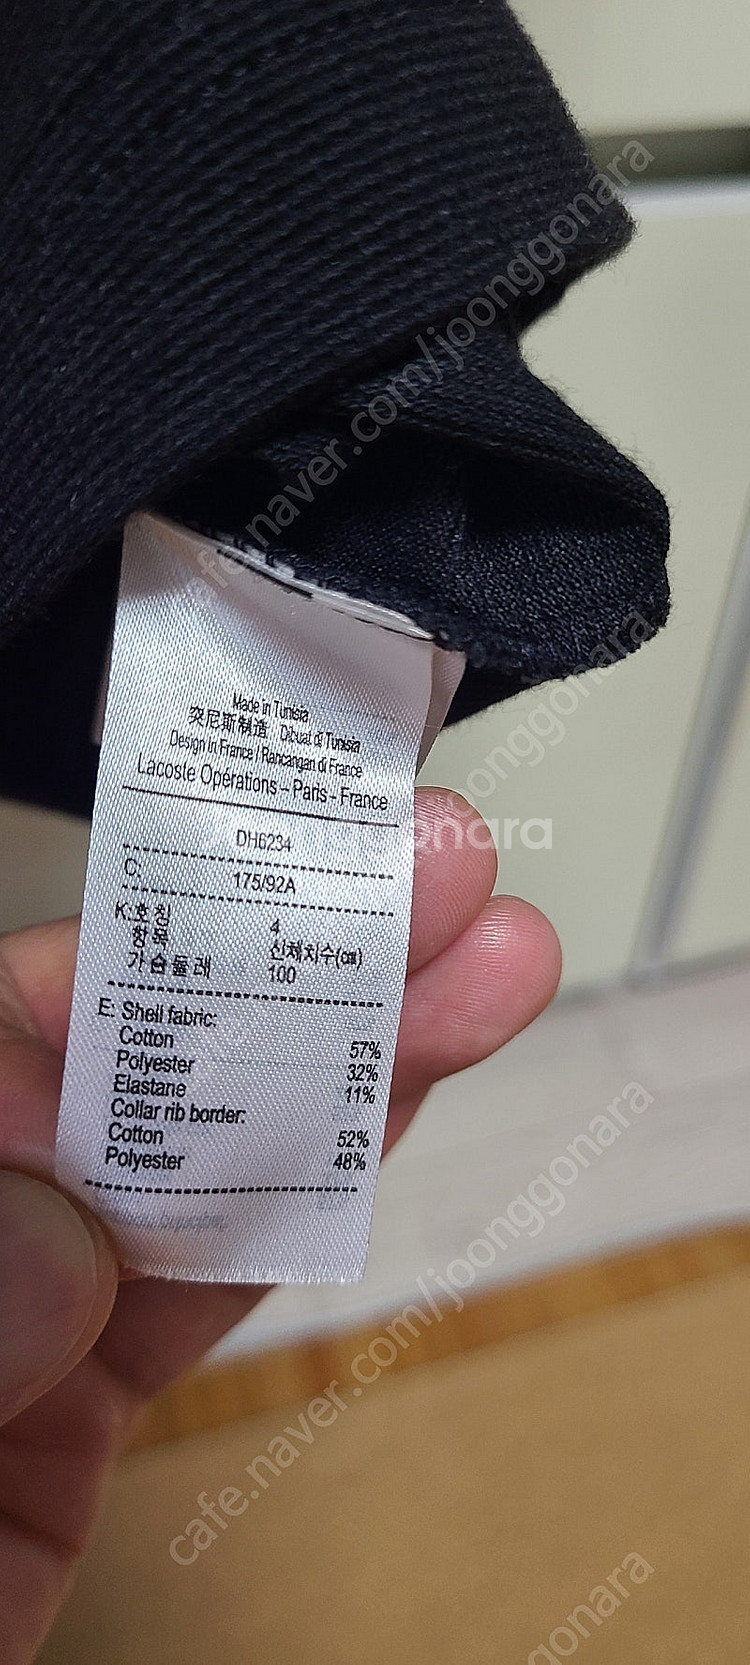 Made in Tunisia
突尼斯制造 Dibuat di Tunisia
Design in France / Rancangan di France
Lacoste Opérations – Paris - France
DH6234
C: 175/92A
K:호칭 4
항목 신체치수(㎝)
가슴둘레 100
E: Shell fabric:
Cotton 57%
Polyester 32%
Elastane 11%
Collar rib border:
Cotton 52%
Polyester 48%
cafe.naver.com/joonggonara
joonggonara
cafe.naver.com/joonggonara
gonara